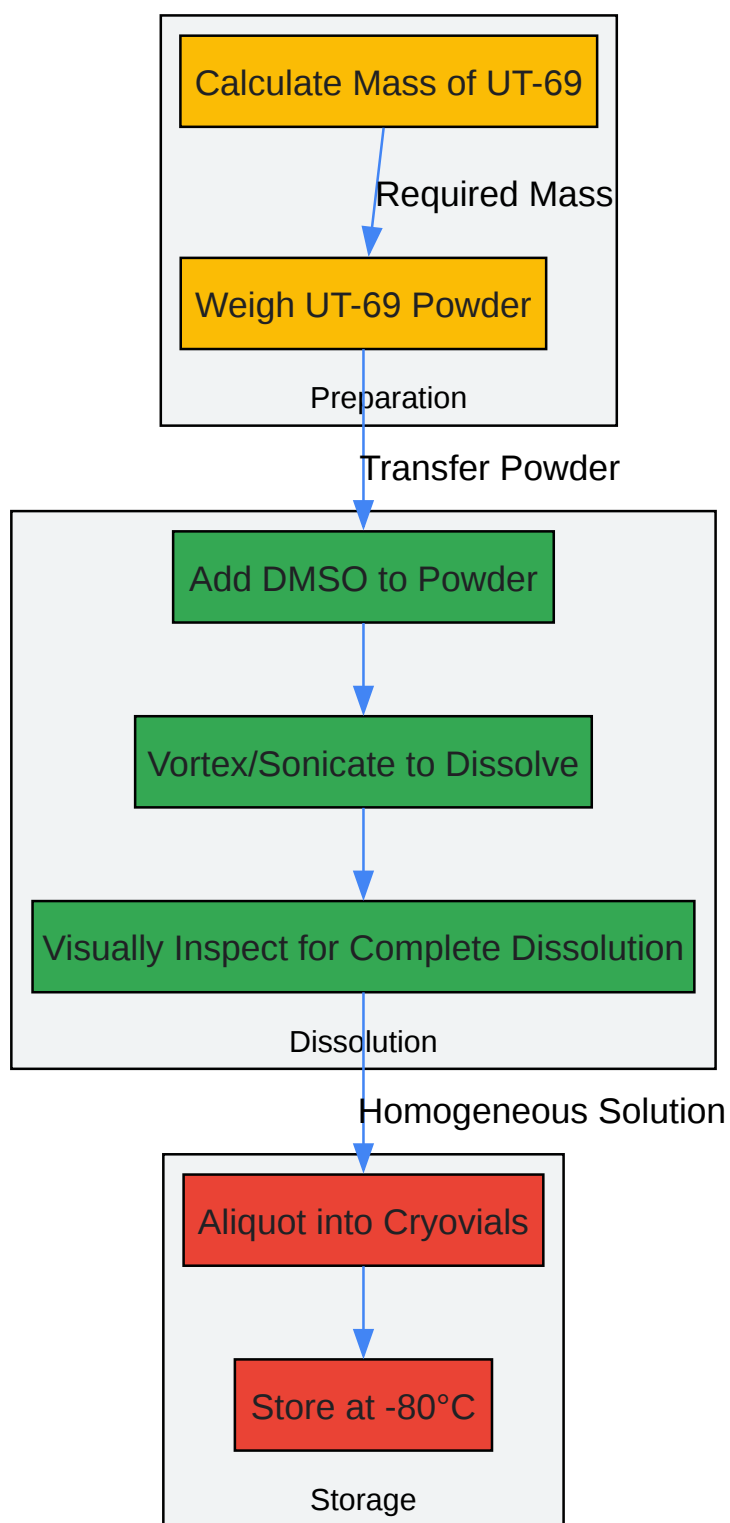 Calculate Mass of UT-69
Required Mass
Weigh UT-69 Powder
Preparation
Transfer Powder
Add DMSO to Powder
Vortex/Sonicate to Dissolve
Visually Inspect for Complete Dissolution
Dissolution
Homogeneous Solution
Aliquot into Cryovials
Store at -80°C
Storage